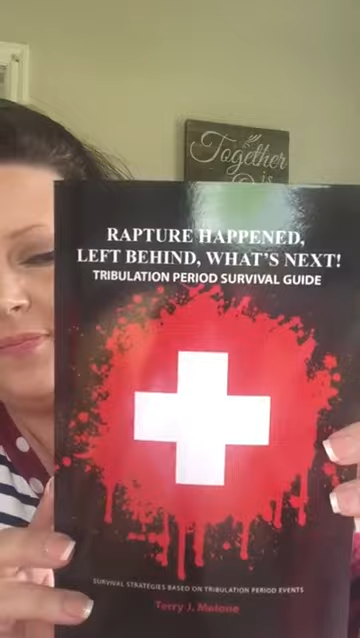 Together
is
RAPTURE HAPPENED,
LEFT BEHIND, WHAT'S NEXT!
TRIBULATION PERIOD SURVIVAL GUIDE
SURVIVAL STRATEGIES BASED ON TRIBULATION PERIOD EVENTS
Terry J. Malone